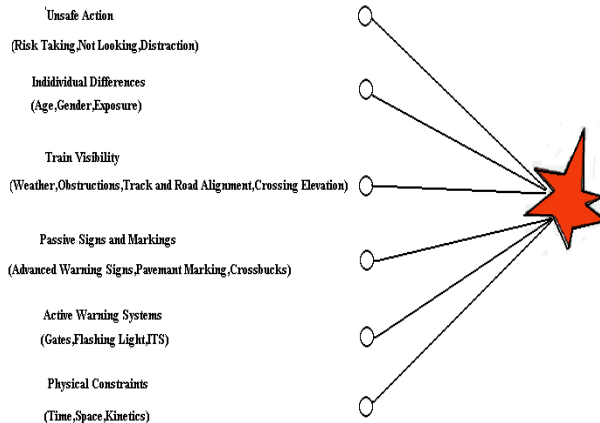 Unsafe Action
(Risk Taking,Not Looking,Distraction)
Indidividual Differences
(Age,Gender,Exposure)
Train Visibility
(Weather,Obstructions,Track and Road Alignment,Crossing Elevation)
Passive Signs and Markings
(Advanced Warning Signs,Pavemant Marking,Crossbucks)
Active Warning Systems
(Gates,Flashing Light,ITS)
Physical Constraints
(Time,Space,Kinetics)